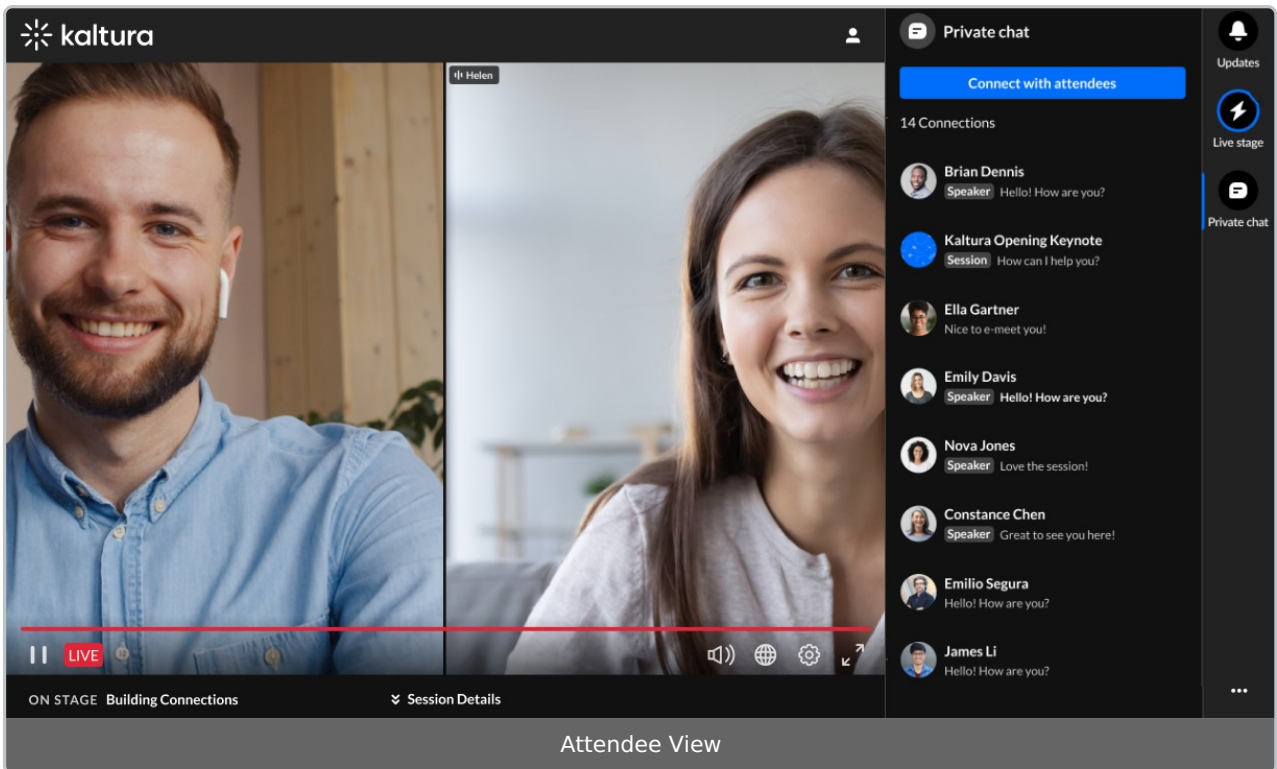 kaltura
Helen
LIVE
ON STAGE Building Connections
Session Details
Private chat
Connect with attendees
14 Connections
Brian Dennis
Speaker Hello! How are you?
Kaltura Opening Keynote
Session How can I help you?
Ella Gartner
Nice to e-meet you!
Emily Davis
Speaker Hello! How are you?
Nova Jones
Speaker Love the session!
Constance Chen
Speaker Great to see you here!
Emilio Segura
Hello! How are you?
James Li
Hello! How are you?
Updates
Live stage
Private chat
Attendee View